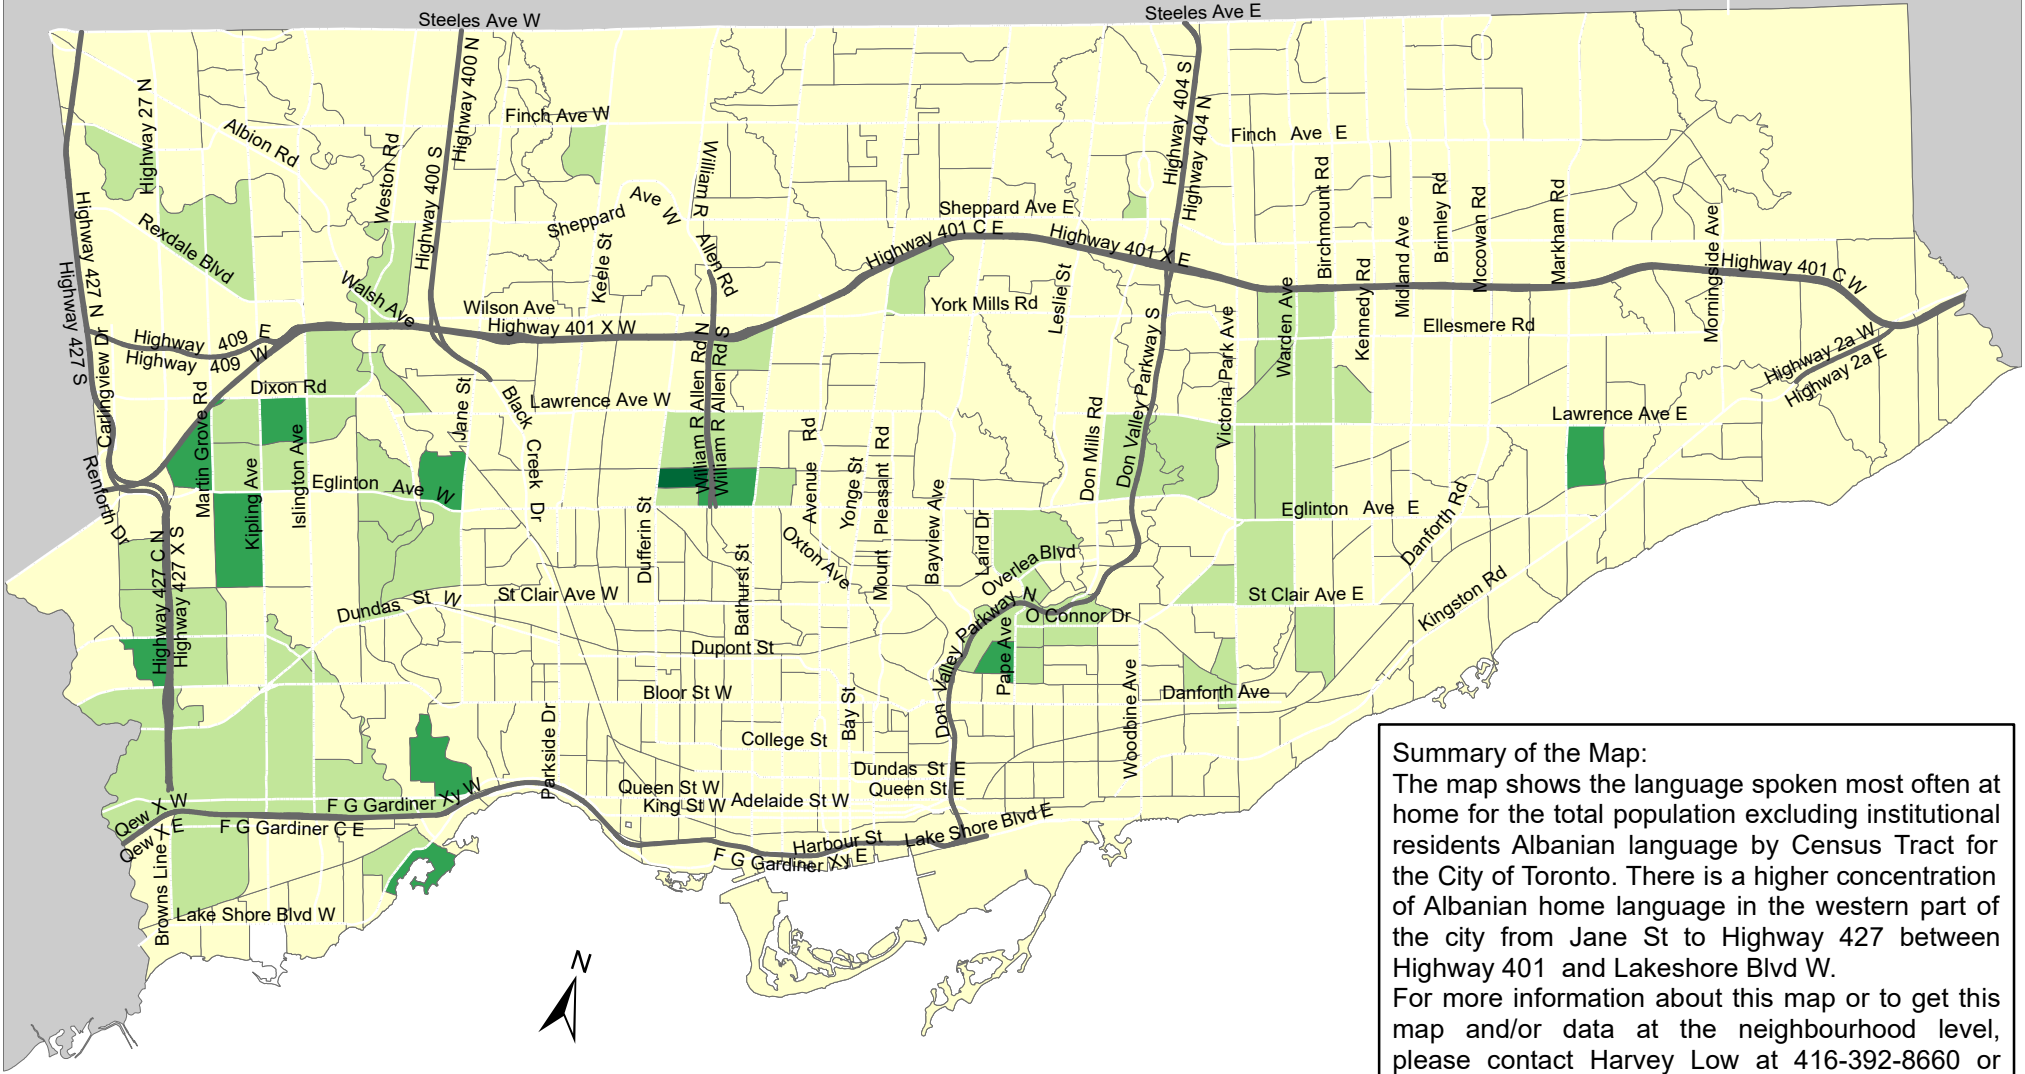 Steeles Ave W
Steeles Ave E
Highway 27 N
Albion Rd
Weston Rd
Highway 400 N
Highway 400 S
Finch Ave W
William R Allen Rd
Highway 404 S
Highway 404 N
Finch Ave E
Sheppard Ave W
Sheppard Ave E
Keele St
Highway 427 N
Highway 427 S
Rexdale Blvd
Walsh Ave
Wilson Ave
Highway 401 X W
Highway 401 C E
Highway 401 X E
York Mills Rd
Leslie St
Birchmount Rd
Kennedy Rd
Midland Ave
Brimley Rd
Mccowan Rd
Markham Rd
Morningside Ave
Highway 401 C W
Ellesmere Rd
Warden Ave
Victoria Park Ave
Highway 2a W
Highway 2a E
Highway 409 E
Highway 409 W
Carlingview Dr
Dixon Rd
Martin Grove Rd
Kipling Ave
Islington Ave
Jane St
Black Creek Dr
Lawrence Ave W
William R Allen Rd N
William R Allen Rd S
Avenue Rd
Yonge St
Mount Pleasant Rd
Bayview Ave
Laird Dr
Don Mills Rd
Don Valley Parkway S
Lawrence Ave E
Renforth Dr
Eglinton Ave W
Eglinton Ave E
Danforth Rd
Highway 427 C N
Highway 427 X S
Dufferin St
Bathurst St
Oxton Ave
Overlea Blvd
Dundas St W
St Clair Ave W
St Clair Ave E
Kingston Rd
Don Valley Parkway N
O Connor Dr
Pape Ave
Dupont St
Bloor St W
Bay St
Woodbine Ave
Danforth Ave
Parkside Dr
College St
Dundas St E
Queen St W
Queen St E
King St W
Adelaide St W
Qew X W
Qew X E
F G Gardiner Xy W
F G Gardiner C E
Harbour St
Lake Shore Blvd E
F G Gardiner Xy E
Browns Line
Lake Shore Blvd W
N
Summary of the Map:
The map shows the language spoken most often at
home for the total population excluding institutional
residents Albanian language by Census Tract for
the City of Toronto. There is a higher concentration
of Albanian home language in the western part of
the city from Jane St to Highway 427 between
Highway 401 and Lakeshore Blvd W.
For more information about this map or to get this
map and/or data at the neighbourhood level,
please contact Harvey Low at 416-392-8660 or